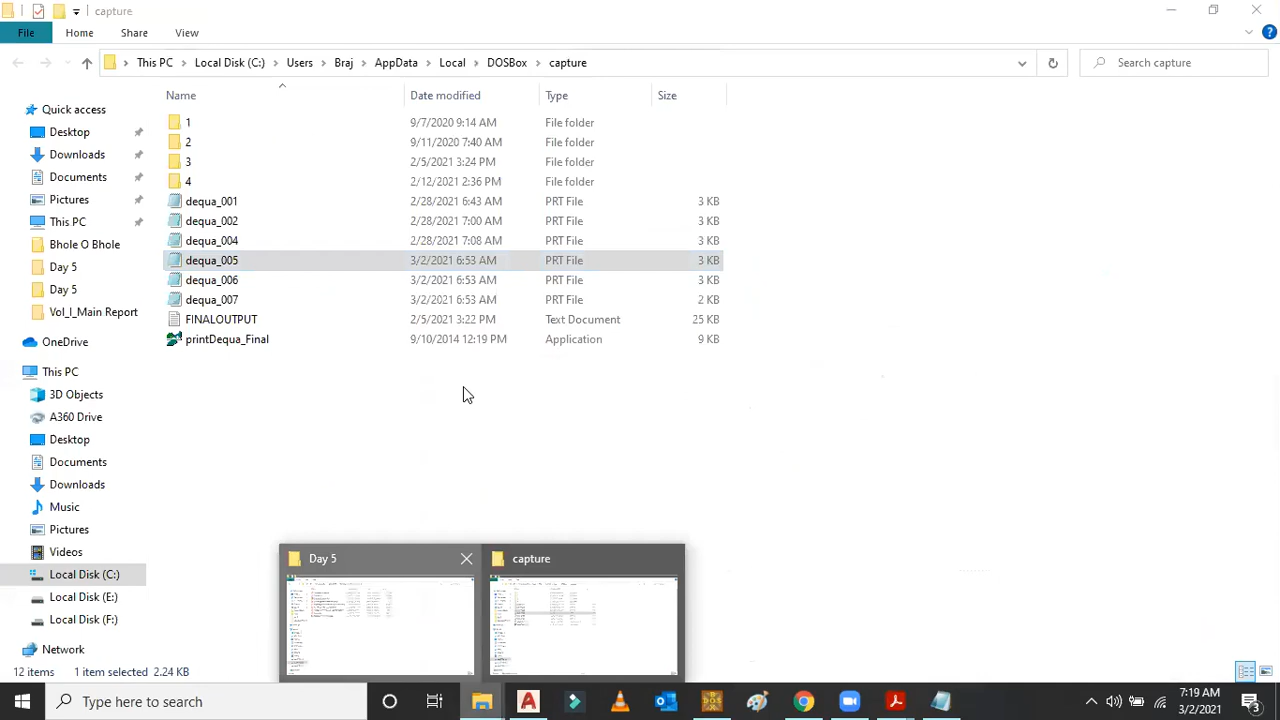 capture
File Home Share View
This PC Local Disk (C:) Users Braj AppData Local DOSBox capture
Search capture
Name Date modified Type Size
1 9/7/2020 9:14 AM File folder
2 9/11/2020 7:40 AM File folder
3 2/5/2021 3:24 PM File folder
4 2/12/2021 2:36 PM File folder
dequa_001 2/28/2021 6:43 AM PRT File 3 KB
dequa_002 2/28/2021 7:00 AM PRT File 3 KB
dequa_004 2/28/2021 7:08 AM PRT File 3 KB
dequa_005 3/2/2021 6:53 AM PRT File 3 KB
dequa_006 3/2/2021 6:53 AM PRT File 3 KB
dequa_007 3/2/2021 6:53 AM PRT File 2 KB
FINALOUTPUT 2/5/2021 3:22 PM Text Document 25 KB
printDequa_Final 9/10/2014 12:19 PM Application 9 KB
Quick access
Desktop
Downloads
Documents
Pictures
This PC
Bhole O Bhole
Day 5
Day 5
Vol_I_Main Report
OneDrive
This PC
3D Objects
A360 Drive
Desktop
Documents
Downloads
Music
Pictures
Videos
Local Disk (C:)
Local Disk (E:)
Local Disk (F:)
Network
12 items 1 item selected 2.24 KB
Day 5
capture
Type here to search
7:19 AM
3/2/2021
3